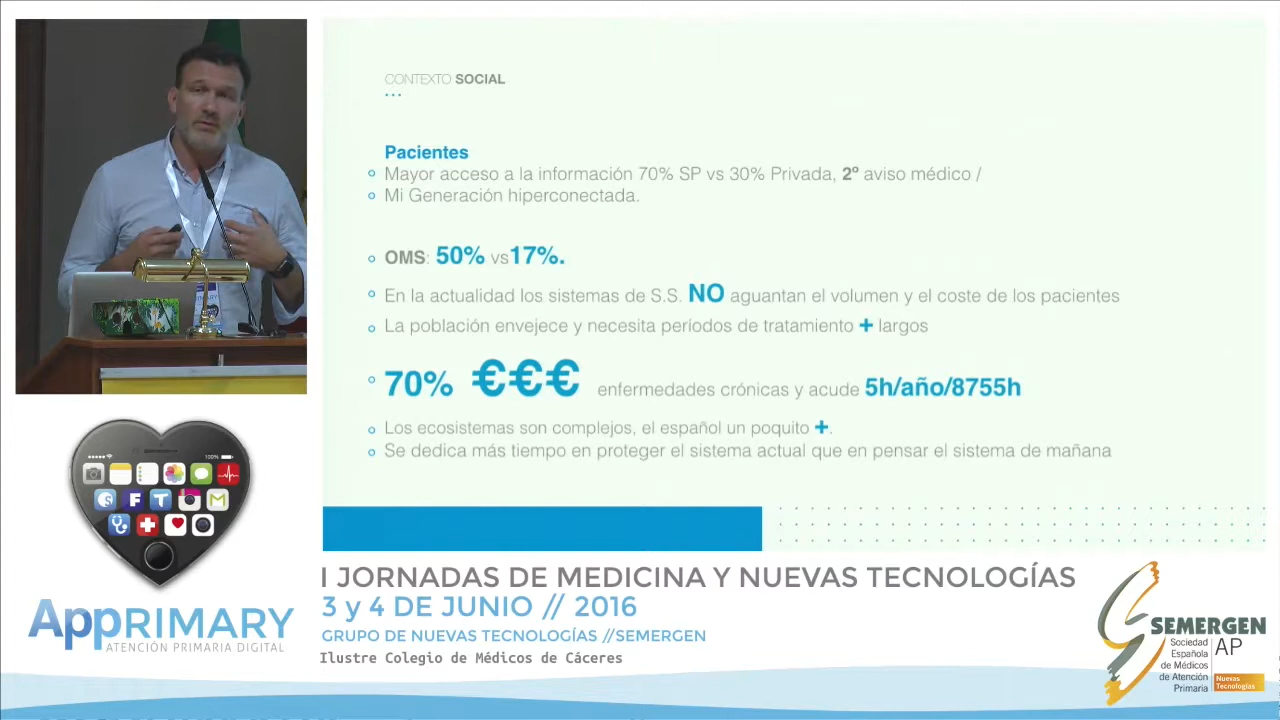 CONTEXTO SOCIAL
Pacientes
Mayor acceso a la información 70% SP vs 30% Privada, 2º aviso médico /
Mi Generación hiperconectada.
OMS: 50% vs17%.
En la actualidad los sistemas de S.S. NO aguantan el volumen y el coste de los pacientes
La población envejece y necesita períodos de tratamiento + largos
70% €€€ enfermedades crónicas y acude 5h/año/8755h
Los ecosistemas son complejos, el español un poquito +.
Se dedica más tiempo en proteger el sistema actual que en pensar el sistema de mañana
100%
F T M
AppRIMARY
ATENCIÓN PRIMARIA DIGITAL
I JORNADAS DE MEDICINA Y NUEVAS TECNOLOGÍAS
3 y 4 DE JUNIO // 2016
GRUPO DE NUEVAS TECNOLOGÍAS //SEMERGEN
Ilustre Colegio de Médicos de Cáceres
SEMERGEN
Sociedad
Española
de Médicos
de Atención
Primaria
AP
Nuevas
Tecnologías